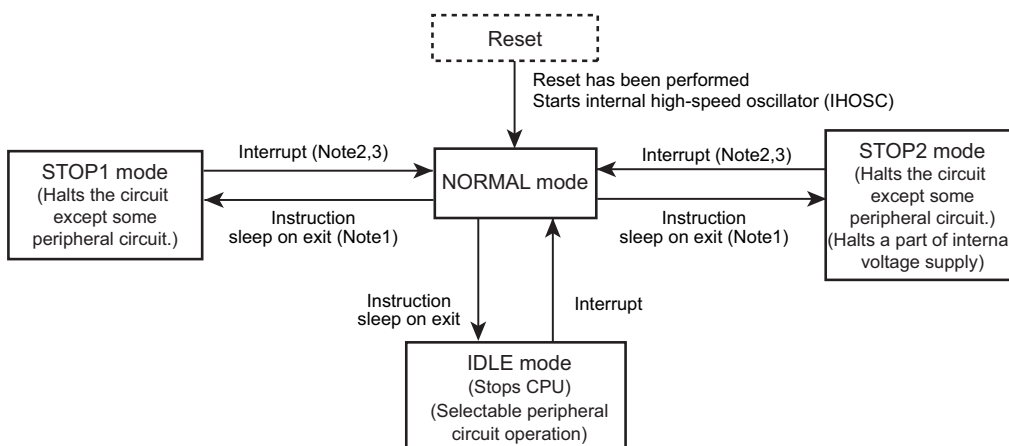 Reset
Reset has been performed
Starts internal high-speed oscillator (IHOSC)
STOP1 mode
(Halts the circuit
except some
peripheral circuit.)
Interrupt (Note2,3)
Instruction
sleep on exit (Note1)
NORMAL mode
Interrupt (Note2,3)
Instruction
sleep on exit (Note1)
STOP2 mode
(Halts the circuit
except some
peripheral circuit.)
(Halts a part of internal
voltage supply)
Instruction
sleep on exit
Interrupt
IDLE mode
(Stops CPU)
(Selectable peripheral
circuit operation)